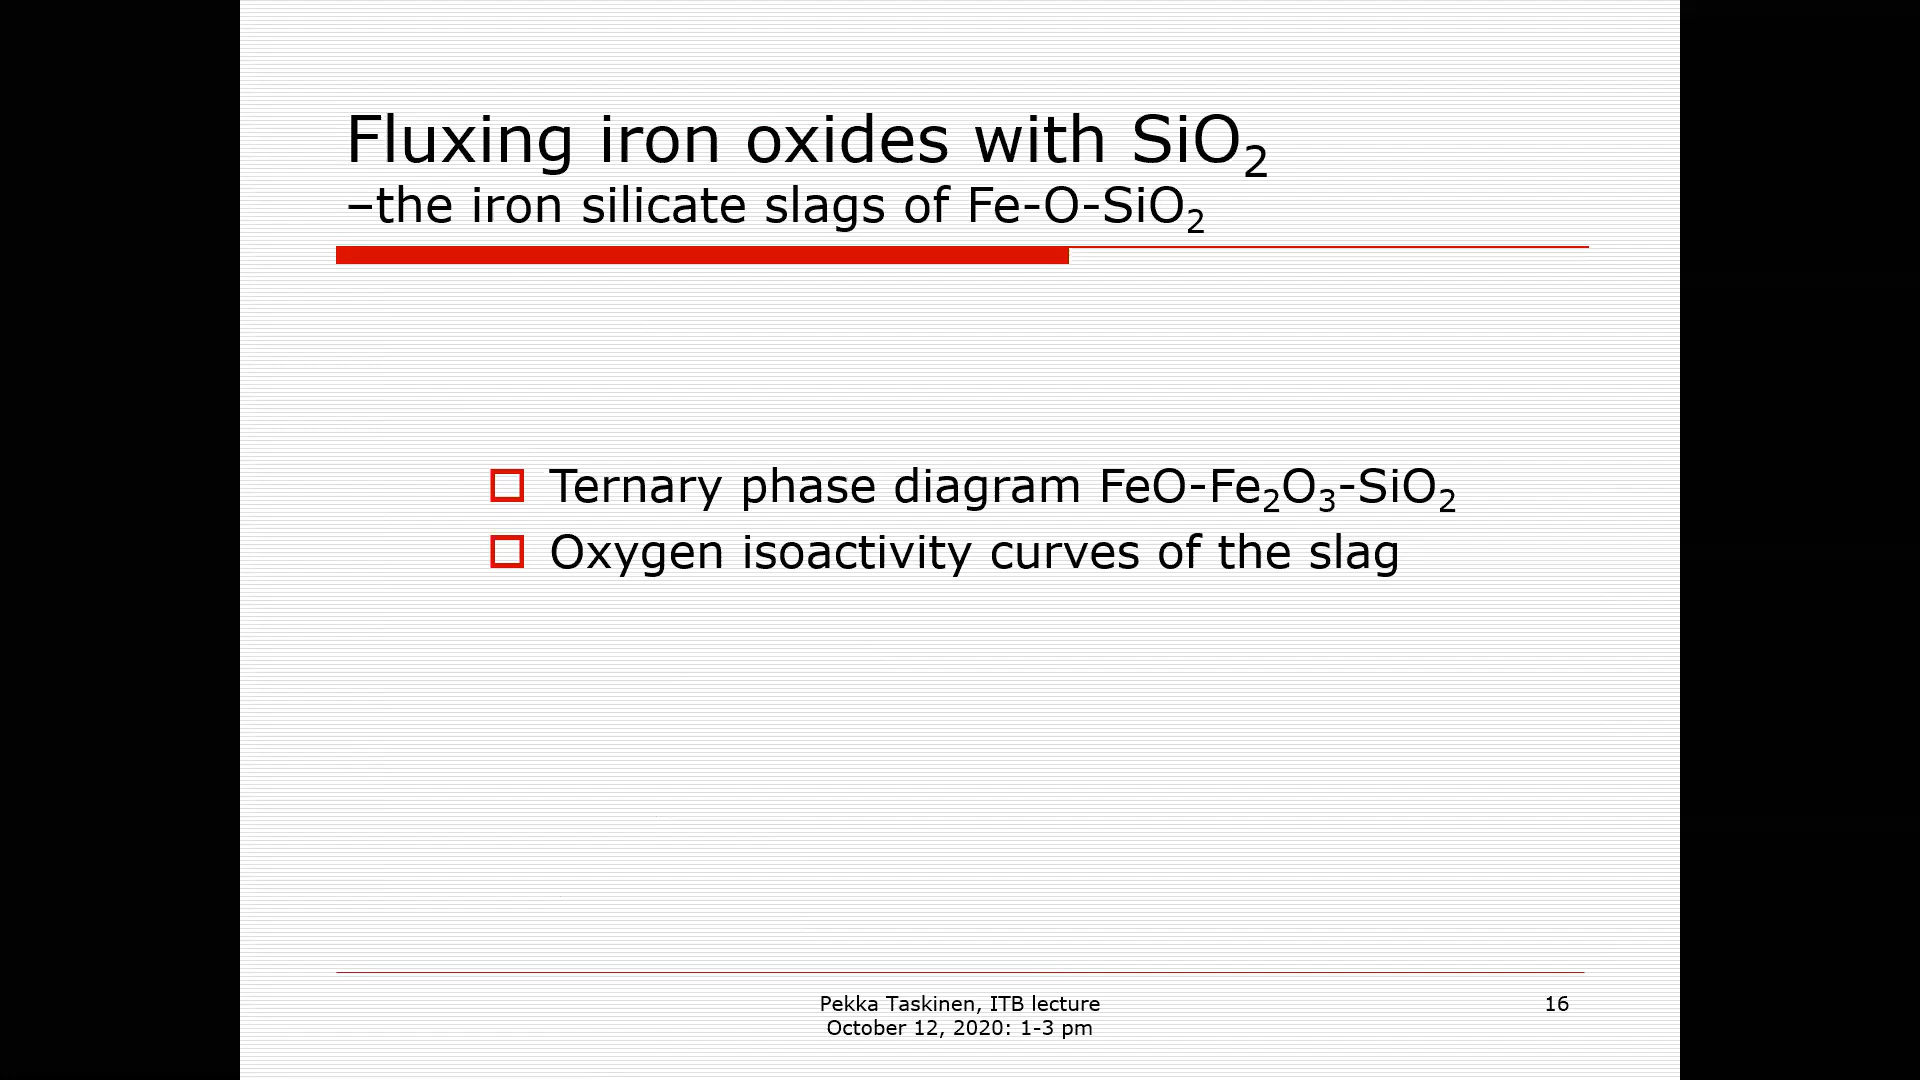 Fluxing iron oxides with SiO₂
–the iron silicate slags of Fe-O-SiO₂
Ternary phase diagram FeO-Fe₂O₃-SiO₂
Oxygen isoactivity curves of the slag
Pekka Taskinen, ITB lecture
October 12, 2020: 1-3 pm
16